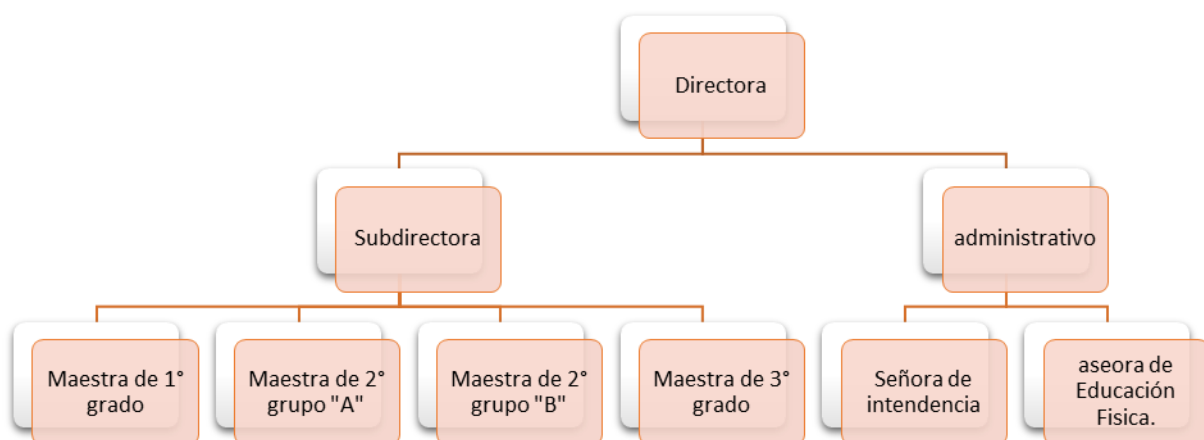 Directora
Subdirectora
administrativo
Maestra de 1°
grado
Maestra de 2°
grupo "A"
Maestra de 2°
grupo "B"
Maestra de 3°
grado
Señora de
intendencia
aseora de
Educación
Fisica.